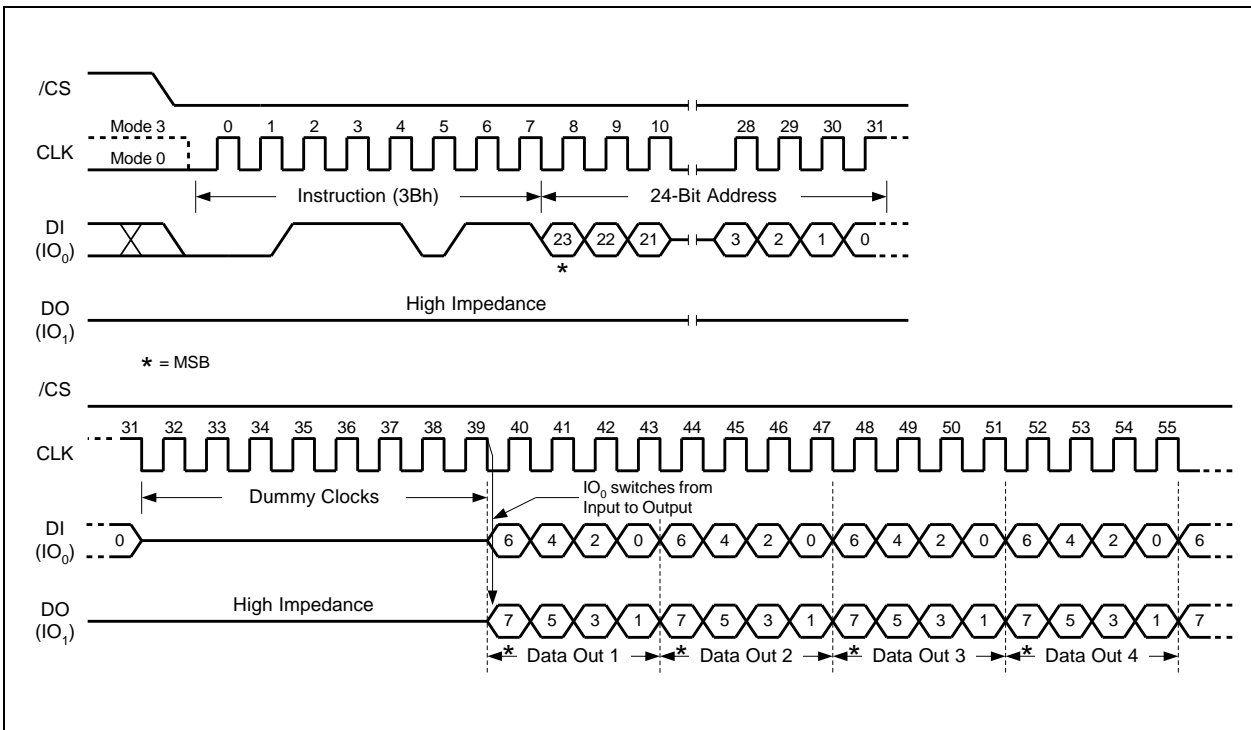 /CS
Mode 3 0 1 2 3 4 5 6 7 8 9 10 28 29 30 31
CLK Mode 0
Instruction (3Bh) 24-Bit Address
DI
(IO0) 23 22 21 3 2 1 0
*
DO High Impedance
(IO1)
* = MSB
/CS
31 32 33 34 35 36 37 38 39 40 41 42 43 44 45 46 47 48 49 50 51 52 53 54 55
CLK
Dummy Clocks IO0 switches from
Input to Output
DI
(IO0) 0 6 4 2 0 6 4 2 0 6 4 2 0 6 4 2 0 6
DO High Impedance
(IO1) 7 5 3 1 7 5 3 1 7 5 3 1 7 5 3 1 7
* Data Out 1 * Data Out 2 * Data Out 3 * Data Out 4